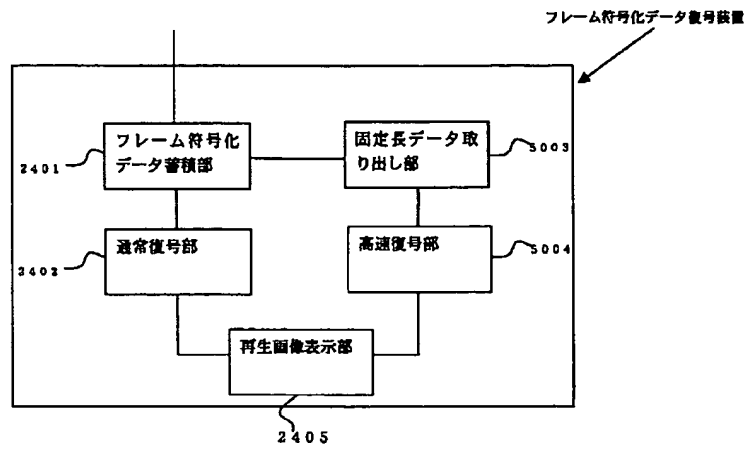 フレーム符号化データ復号装置
フレーム符号化
データ蓄積部
2401
固定長データ取
り出し部
5003
通常復号部
2402
高速復号部
5004
再生画像表示部
2405